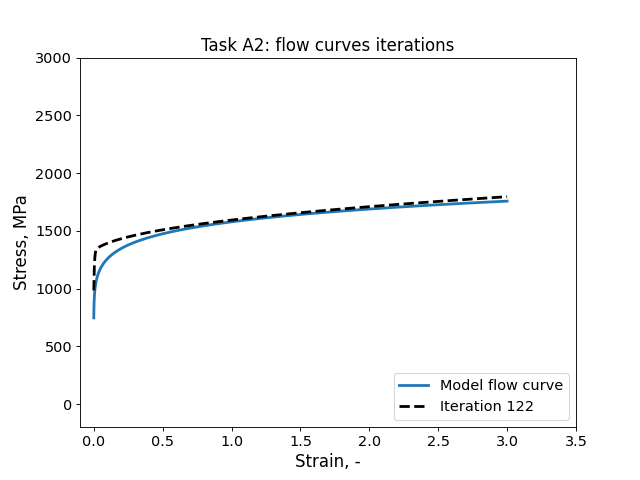 Task A2: flow curves iterations
3000
2500
2000
1500
1000
500
0
Stress, MPa
Model flow curve
Iteration 122
0.0 0.5 1.0 1.5 2.0 2.5 3.0 3.5
Strain, -